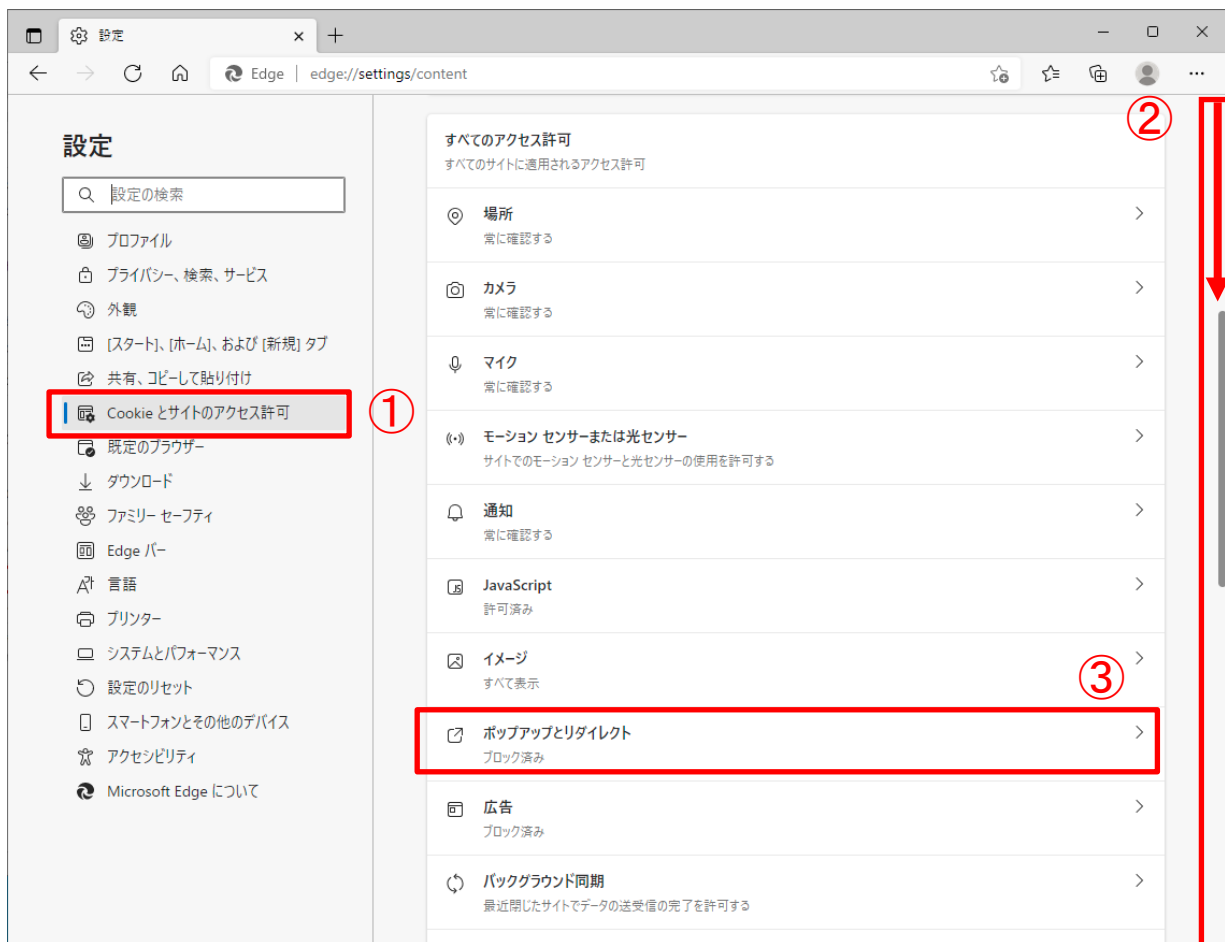 設定
Edge edge://settings/content
設定
設定の検索
プロファイル
プライバシー、検索、サービス
外観
[スタート]、[ホーム]、および [新規] タブ
共有、コピーして貼り付け
Cookie とサイトのアクセス許可
①
既定のブラウザー
ダウンロード
ファミリー セーフティ
Edge バー
言語
プリンター
システムとパフォーマンス
設定のリセット
スマートフォンとその他のデバイス
アクセシビリティ
Microsoft Edge について
②
すべてのアクセス許可
すべてのサイトに適用されるアクセス許可
場所
常に確認する
カメラ
常に確認する
マイク
常に確認する
モーション センサーまたは光センサー
サイトでのモーション センサーと光センサーの使用を許可する
通知
常に確認する
JavaScript
許可済み
イメージ
すべて表示
③
ポップアップとリダイレクト
ブロック済み
広告
ブロック済み
バックグラウンド同期
最近閉じたサイトでデータの送受信の完了を許可する